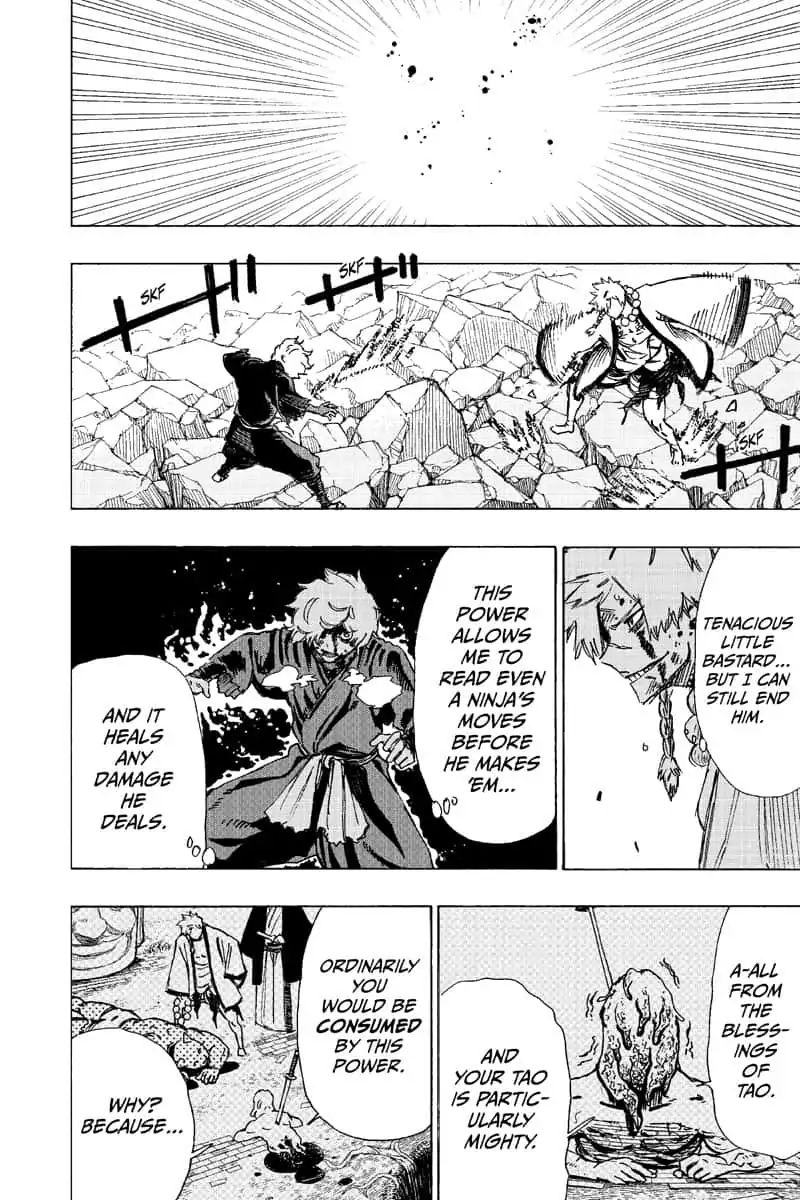 SKF
SKF
SKF
TENACIOUS
LITTLE
BASTARD...
BUT I CAN
STILL END
HIM.
THIS
POWER
ALLOWS
ME TO
READ EVEN
A NINJA'S
MOVES
BEFORE
HE MAKES
'EM...
AND IT
HEALS
ANY
DAMAGE
HE
DEALS.
A-ALL
FROM
THE
BLESS-
INGS
OF
TAO.
AND
YOUR TAO
IS PARTIC-
ULARLY
MIGHTY.
ORDINARILY
YOU
WOULD BE
CONSUMED
BY THIS
POWER.
WHY?
BECAUSE...